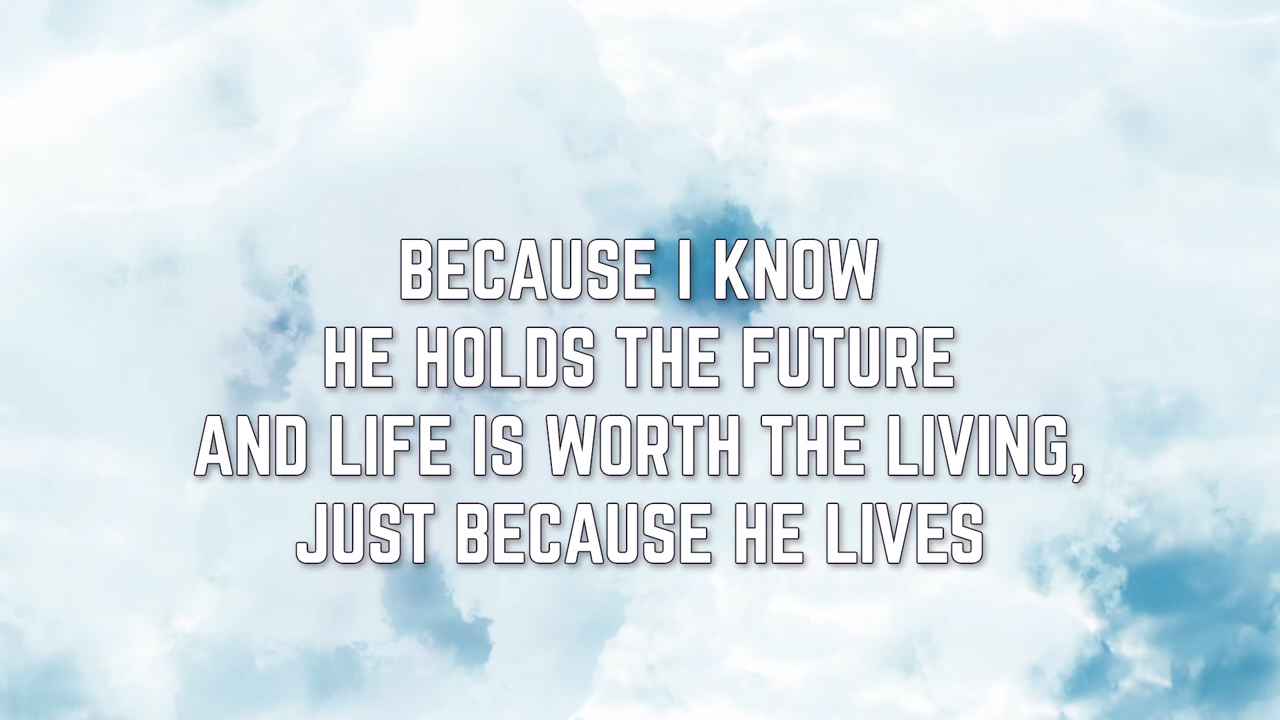 BECAUSE I KNOW
HE HOLDS THE FUTURE
AND LIFE IS WORTH THE LIVING,
JUST BECAUSE HE LIVES